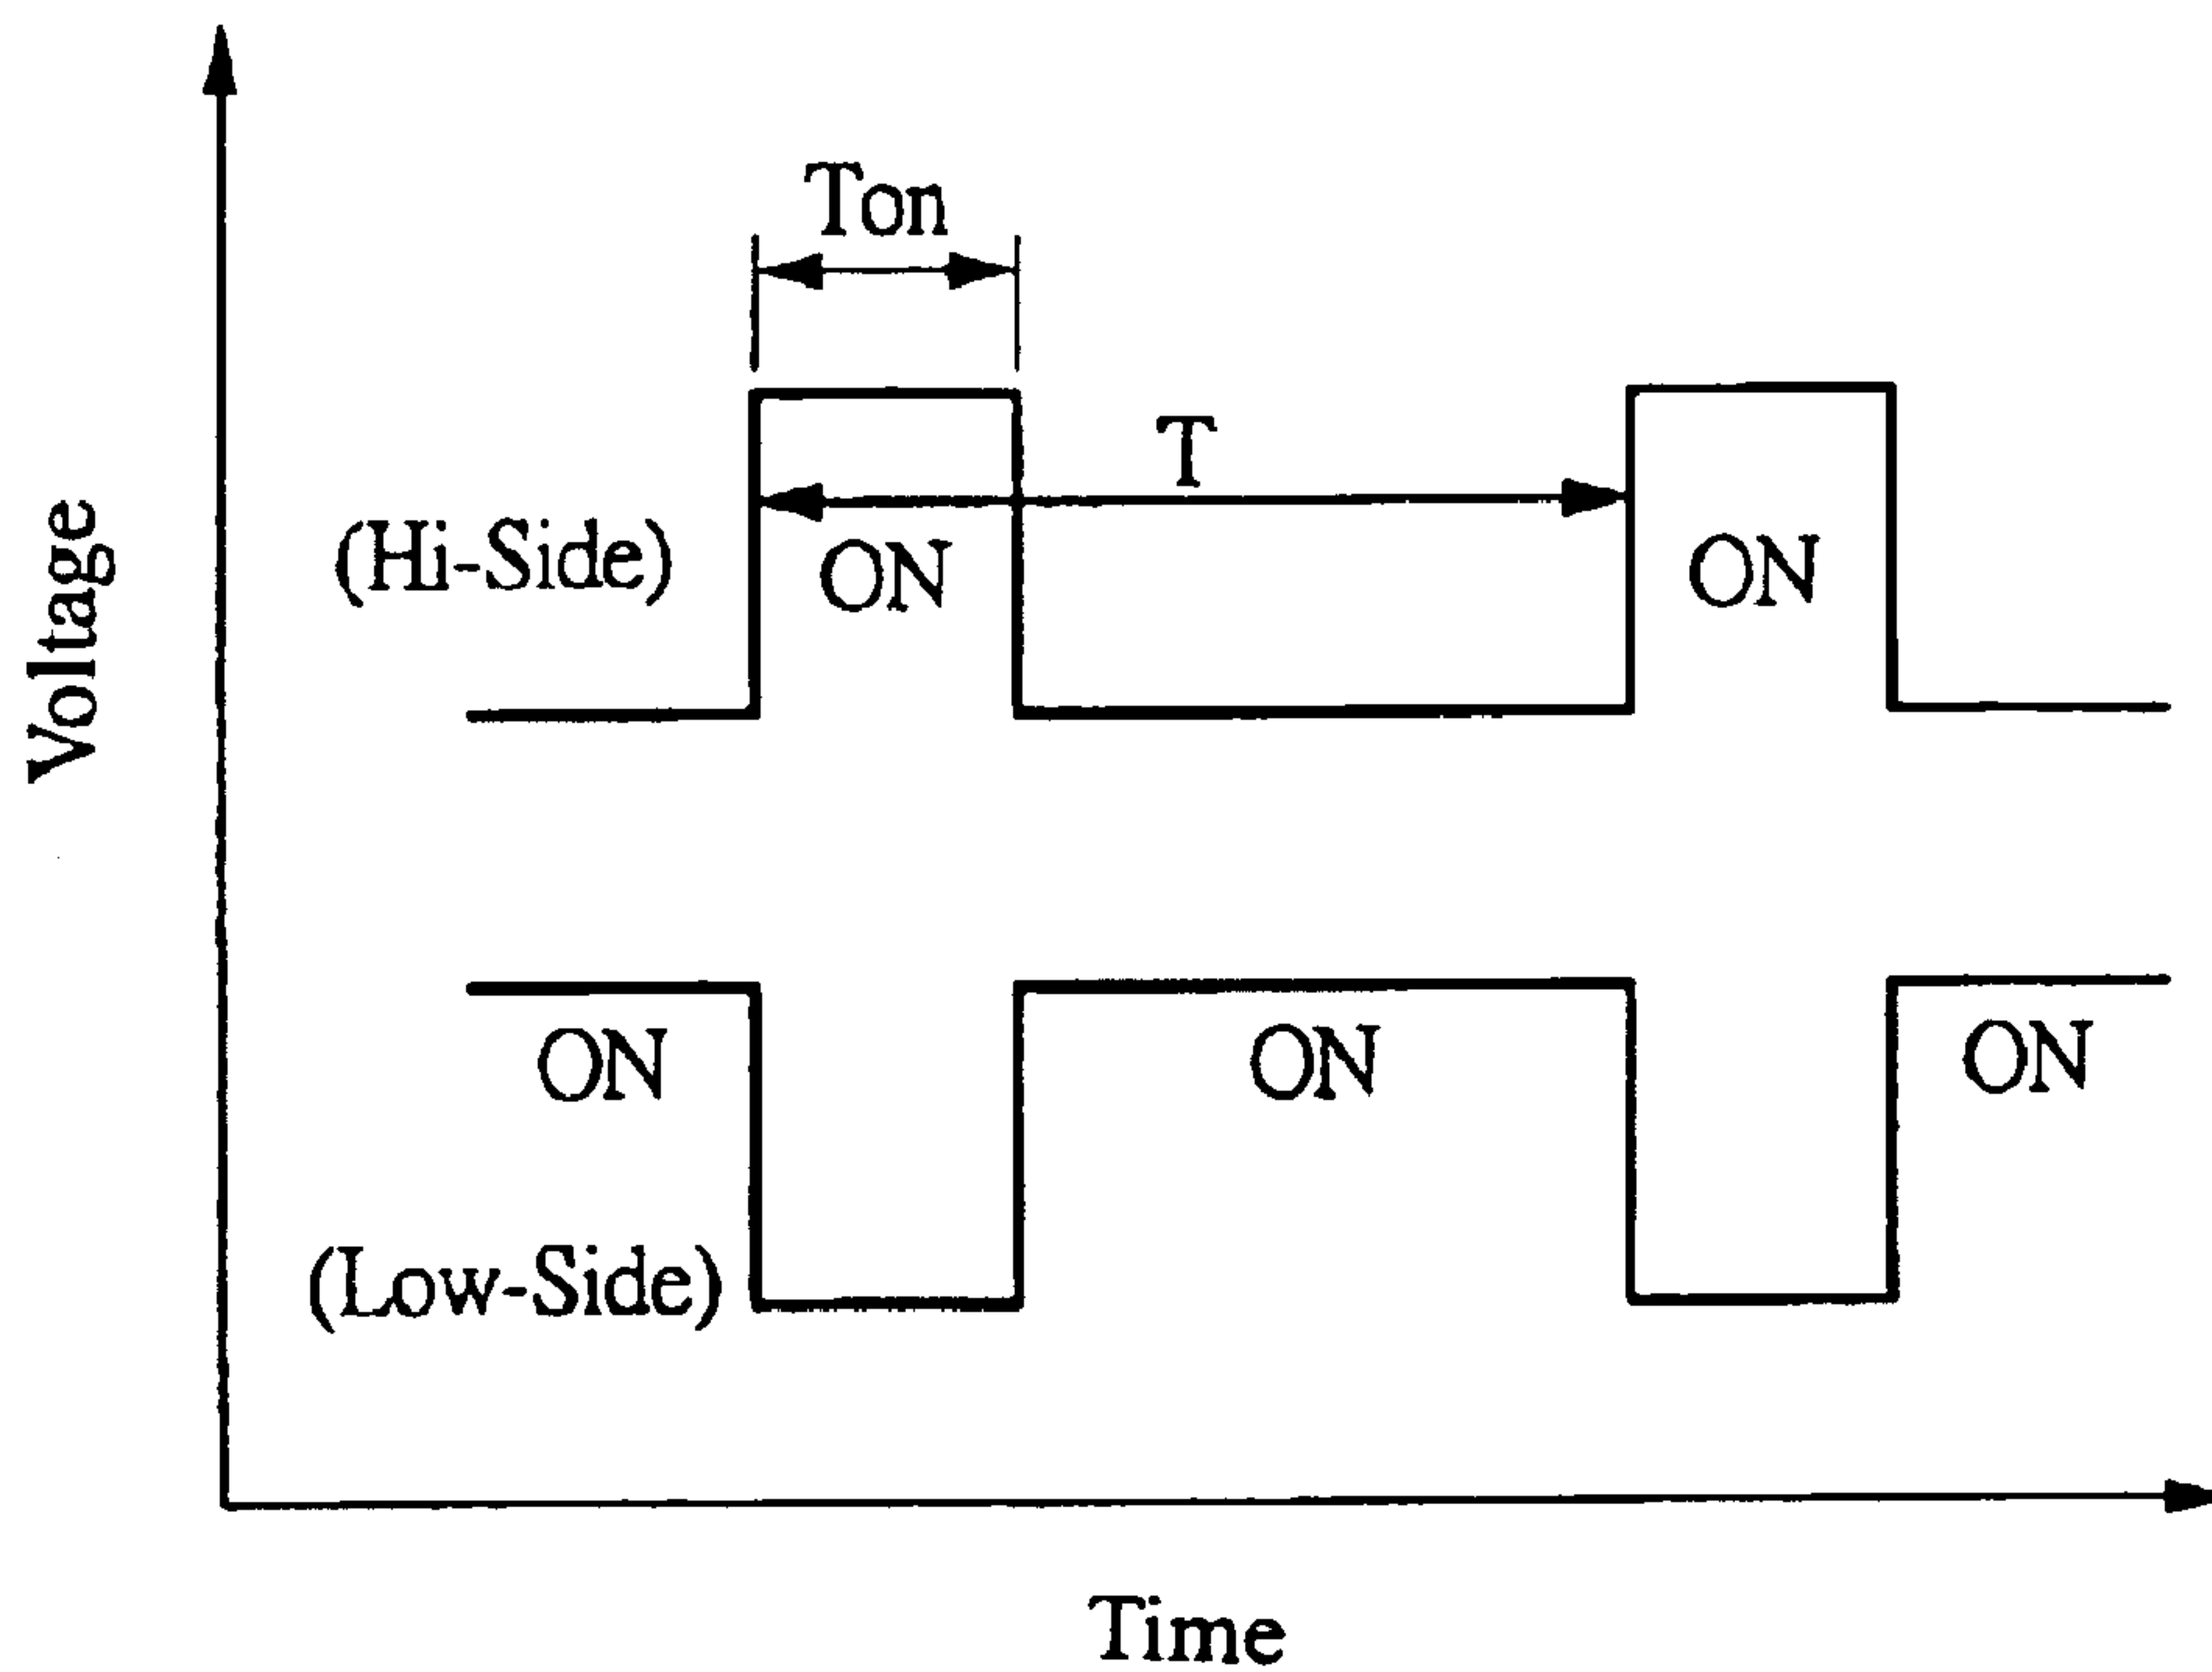 Ton
T
(Hi-Side)
ON
ON
Voltage
ON
ON
ON
(Low-Side)
Time